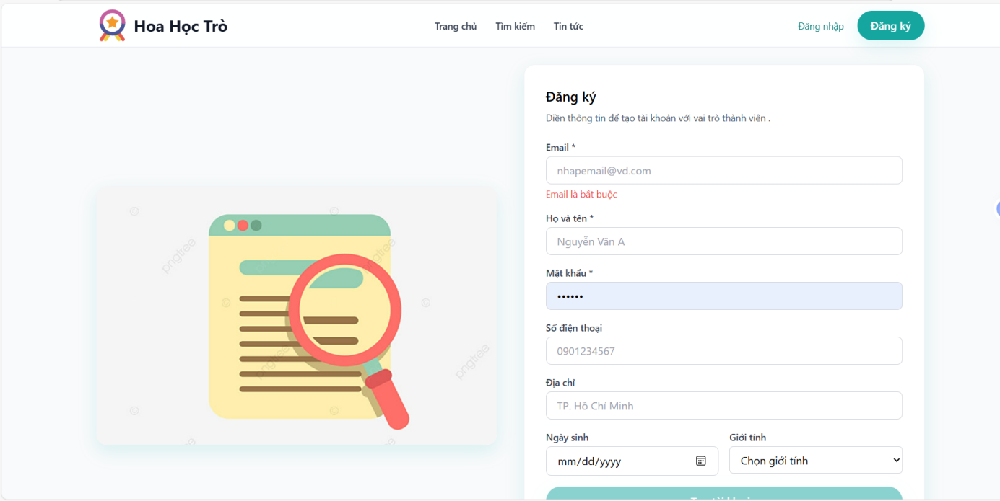 Hoa Học Trò
Trang chủ
Tìm kiếm
Tin tức
Đăng nhập
Đăng ký
pngtree
pngtree
pngtree
pngtree
Đăng ký
Điền thông tin để tạo tài khoản với vai trò thành viên .
Email *
nhapemail@vd.com
Email là bắt buộc
Họ và tên *
Nguyễn Văn A
Mật khẩu *
••••••
Số điện thoại
0901234567
Địa chỉ
TP. Hồ Chí Minh
Ngày sinh
Giới tính
mm/dd/yyyy
Chọn giới tính